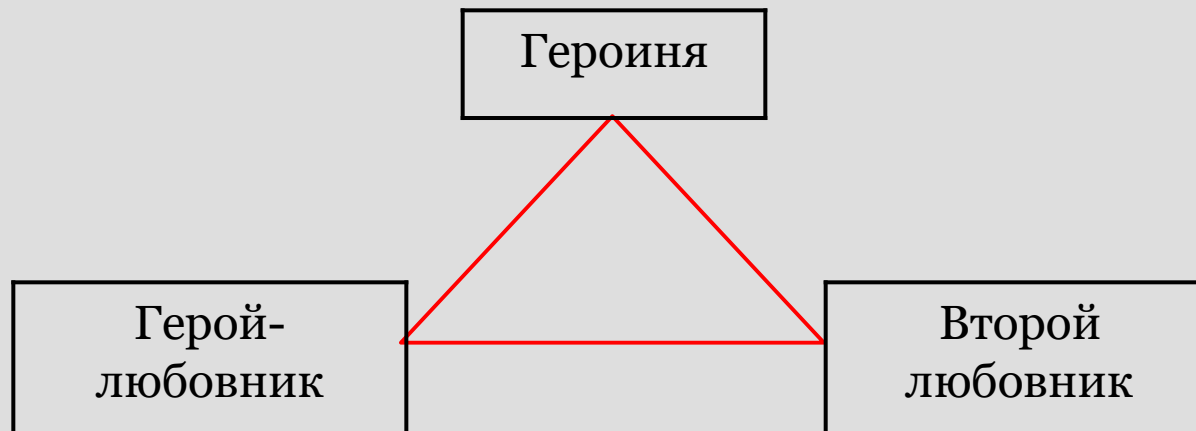 Героиня
Герой-
любовник
Второй
любовник